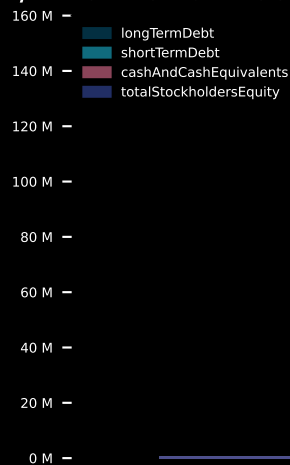 160 M
longTermDebt
shortTermDebt
140 M
cashAndCashEquivalents
totalStockholdersEquity
120 M
100 M
80 M
60 M
40 M
20 M
0 M